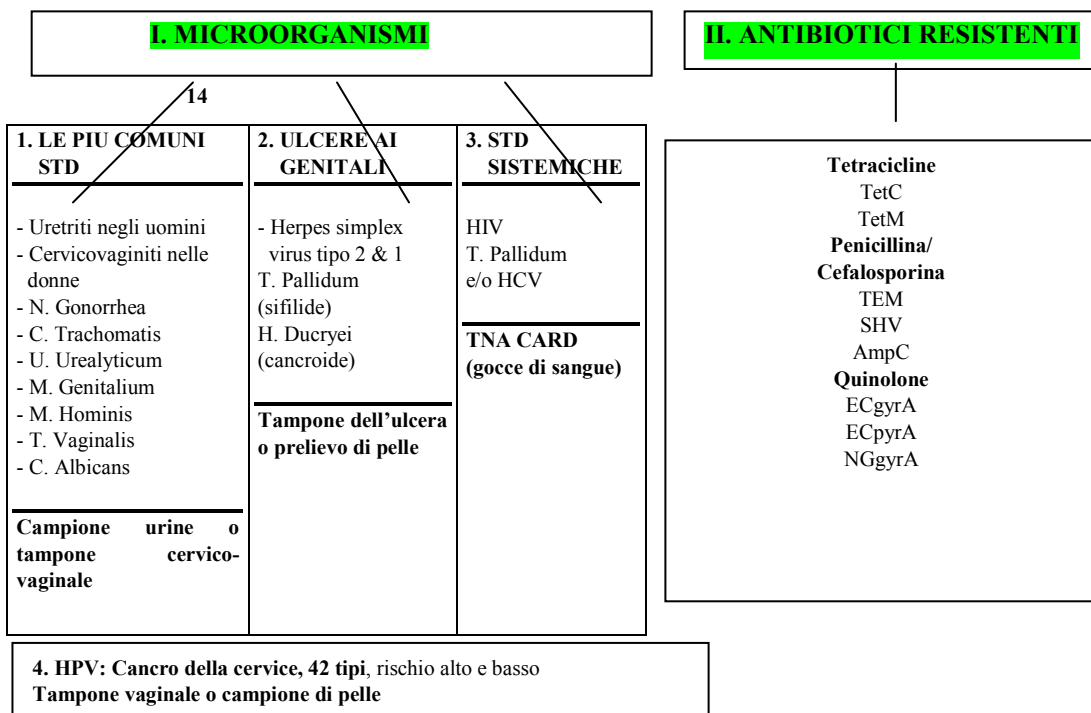 I. MICROORGANISMI
II. ANTIBIOTICI RESISTENTI
14
1. LE PIU COMUNI
STD
- Uretriti negli uomini
- Cervicovaginiti nelle
donne
- N. Gonorrhea
- C. Trachomatis
- U. Urealyticum
- M. Genitalium
- M. Hominis
- T. Vaginalis
- C. Albicans
Campione urine o
tampone cervico-
vaginale
2. ULCERE AI
GENITALI
- Herpes simplex
virus tipo 2 & 1
T. Pallidum
(sifilide)
H. Ducryei
(cancroide)
Tampone dell’ulcera
o prelievo di pelle
3. STD
SISTEMICHE
HIV
T. Pallidum
e/o HCV
TNA CARD
(gocce di sangue)
Tetracicline
TetC
TetM
Penicillina/
Cefalosporina
TEM
SHV
AmpC
Quinolone
ECgyrA
ECpyrA
NGgyrA
4. HPV: Cancro della cervice, 42 tipi, rischio alto e basso
Tampone vaginale o campione di pelle